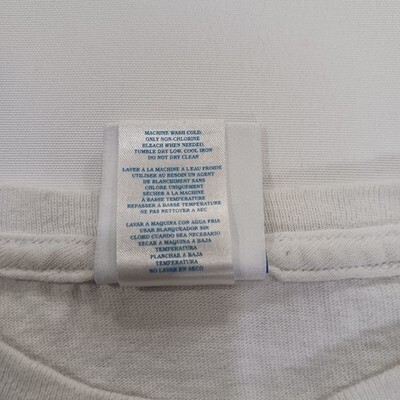 MACHINE WASH COLD,
ONLY NON-CHLORINE
BLEACH WHEN NEEDED,
TUMBLE DRY LOW, COOL IRON
DO NOT DRY CLEAN
LAVER À LA MACHINE À L'EAU FROIDE
UTILISER AU BESOIN UN AGENT
DE BLANCHIMENT SANS
CHLORE UNIQUEMENT
SÉCHER À LA MACHINE
À BASSE TEMPÉRATURE
REPASSER À BASSE TEMPÉRATURE
NE PAS NETTOYER À SEC
LAVAR A MAQUINA CON AGUA FRIA
USAR BLANQUEADOR SIN
CLORO CUANDO SEA NECESARIO
SECAR A MAQUINA A BAJA
TEMPERATURA
PLANCHAR A BAJA
TEMPERATURA
NO LAVAR EN SECO